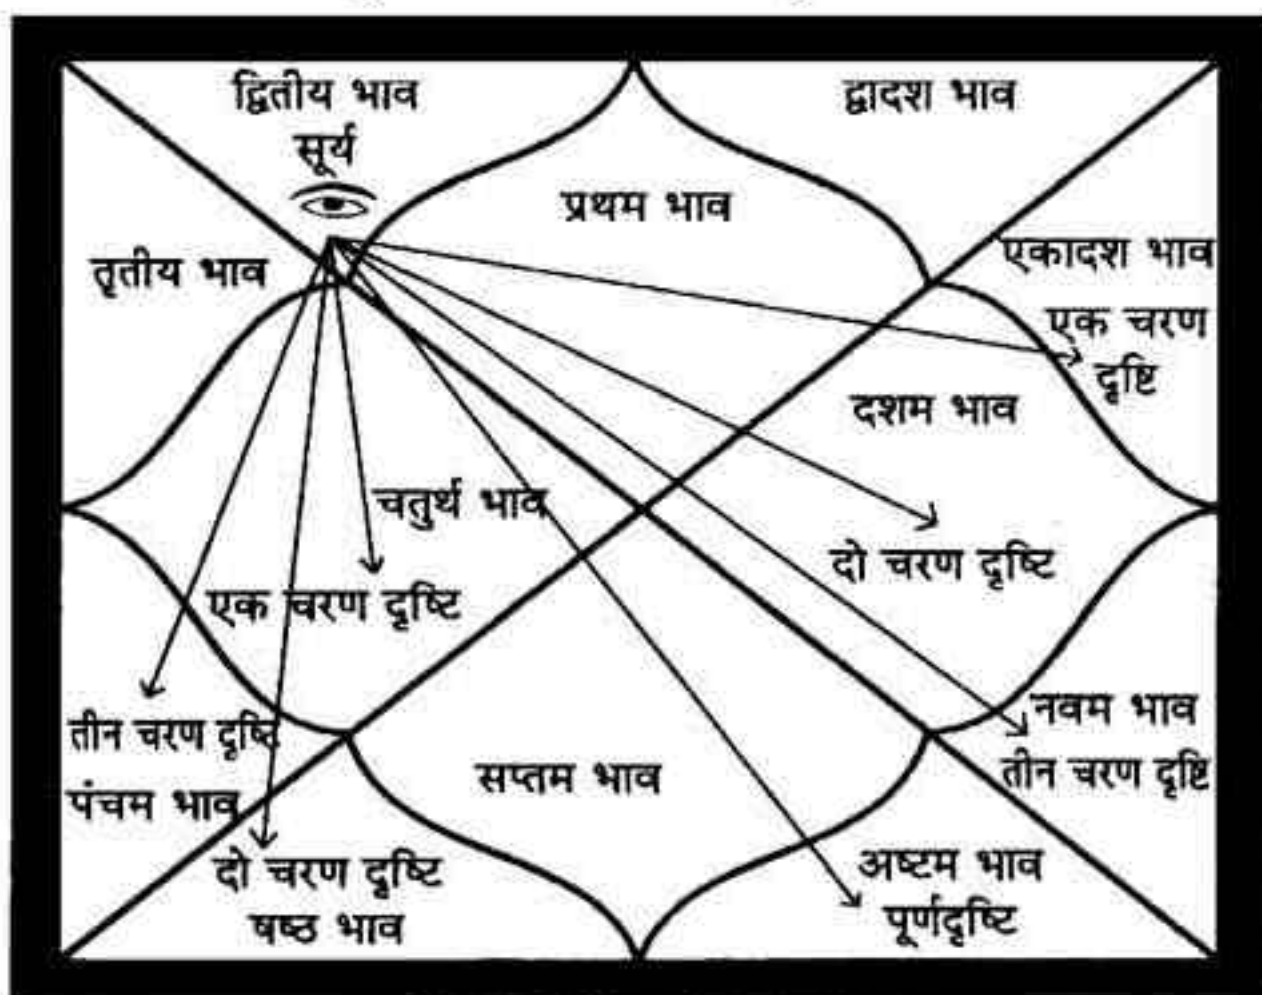 द्वितीय भाव
सूर्य
द्वादश भाव
प्रथम भाव
तृतीय भाव
एकादश भाव
एक चरण
दृष्टि
दशम भाव
चतुर्थ भाव
एक चरण दृष्टि
दो चरण दृष्टि
तीन चरण दृष्टि
पंचम भाव
सप्तम भाव
नवम भाव
तीन चरण दृष्टि
दो चरण दृष्टि
षष्ठ भाव
अष्टम भाव
पूर्णदृष्टि